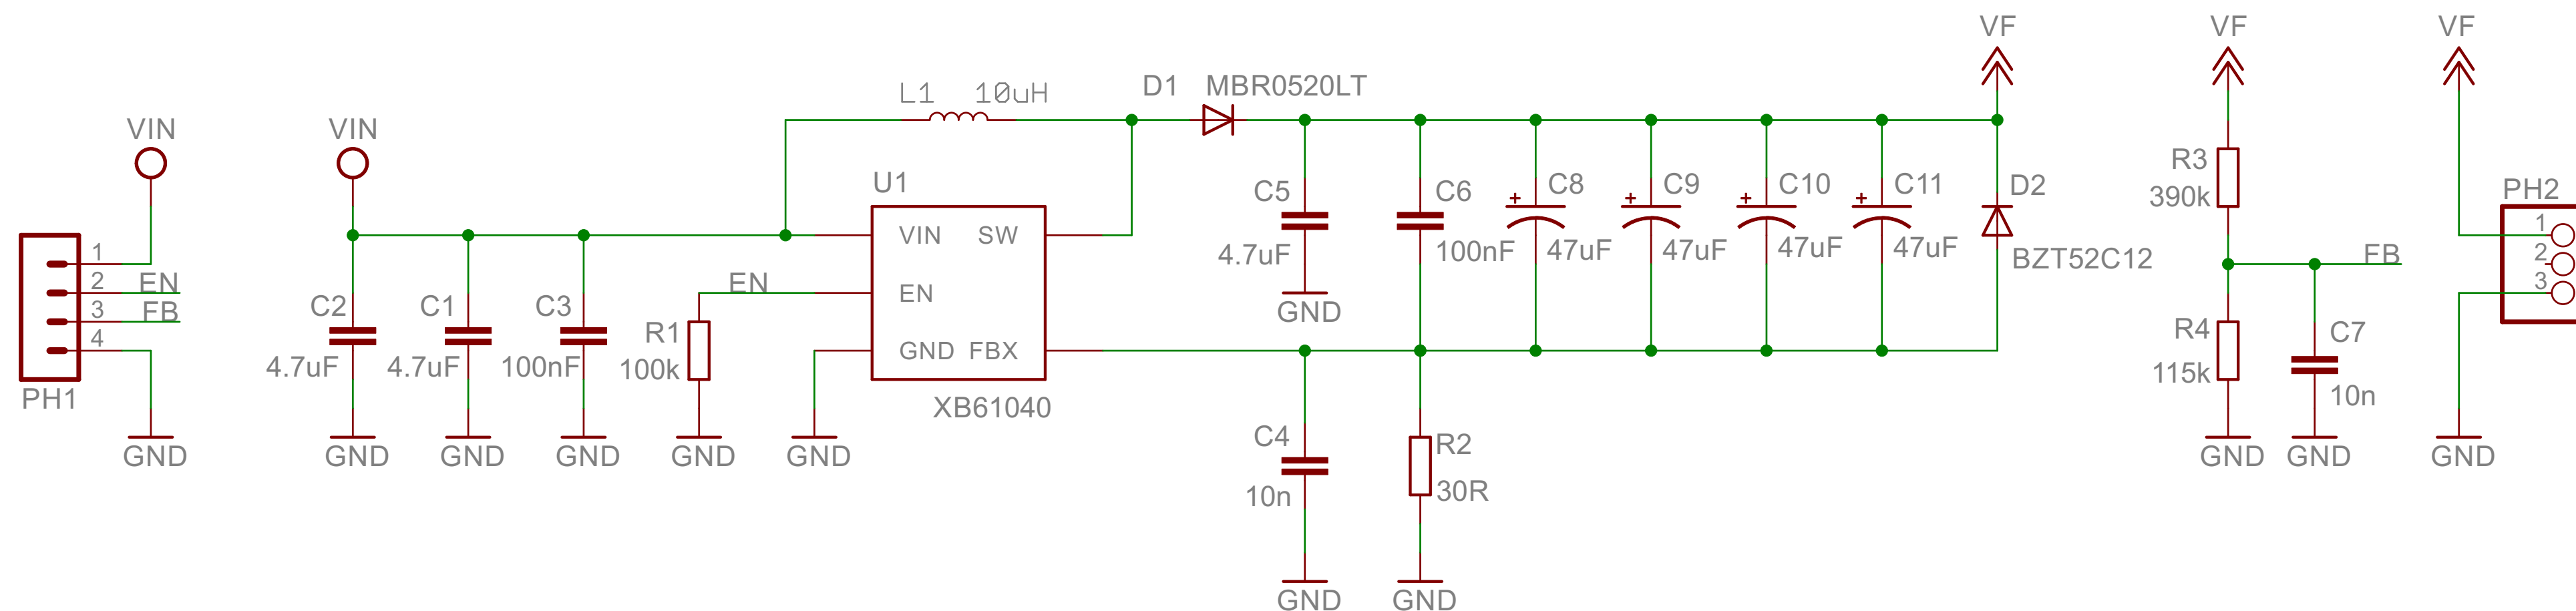 VF
VF
VF
L1 10uH
D1 MBR0520LT
VIN
VIN
U1
VIN SW
EN
GND FBX
XB61040
1
2 EN
3 FB
4
PH1
GND
C2
4.7uF
GND
C1
4.7uF
GND
C3
100nF
GND
EN
R1
100k
GND
GND
C5
4.7uF
GND
C6
100nF
+ C8
47uF
+ C9
47uF
+ C10
47uF
+ C11
47uF
D2
BZT52C12
C4
10n
GND
R2
30R
GND
R3
390k
FB
R4
115k
GND
C7
10n
GND
PH2
1
2
3
GND